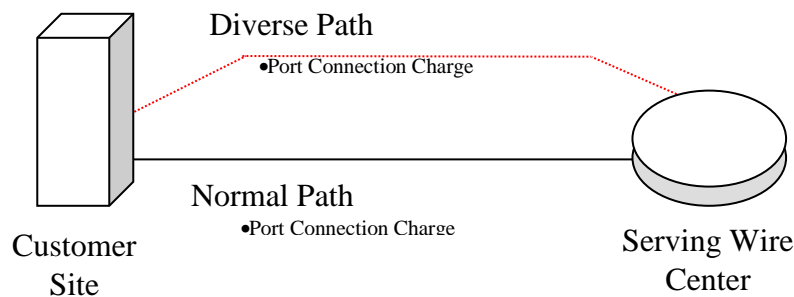 Diverse Path
•Port Connection Charge
Normal Path
•Port Connection Charge
Customer
Site
Serving Wire
Center